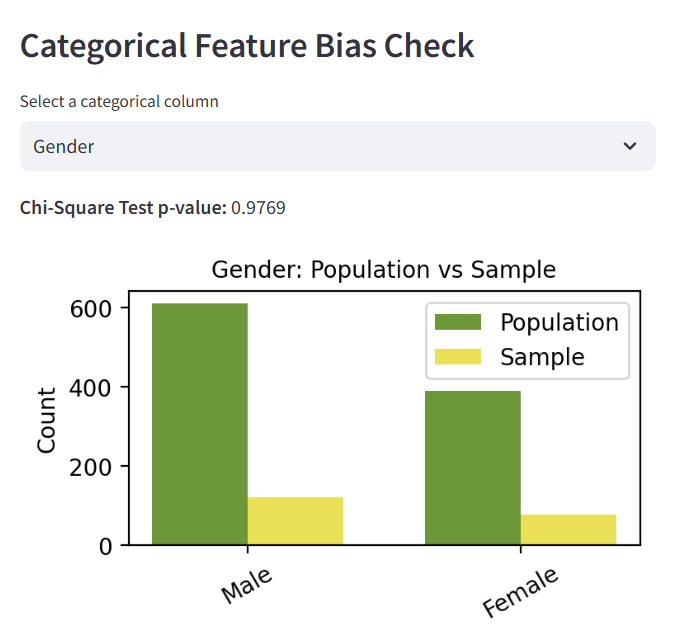 Categorical Feature Bias Check
Select a categorical column
Gender
Chi-Square Test p-value: 0.9769
Gender: Population vs Sample
600
400
200
0
Count
Population
Sample
Male
Female